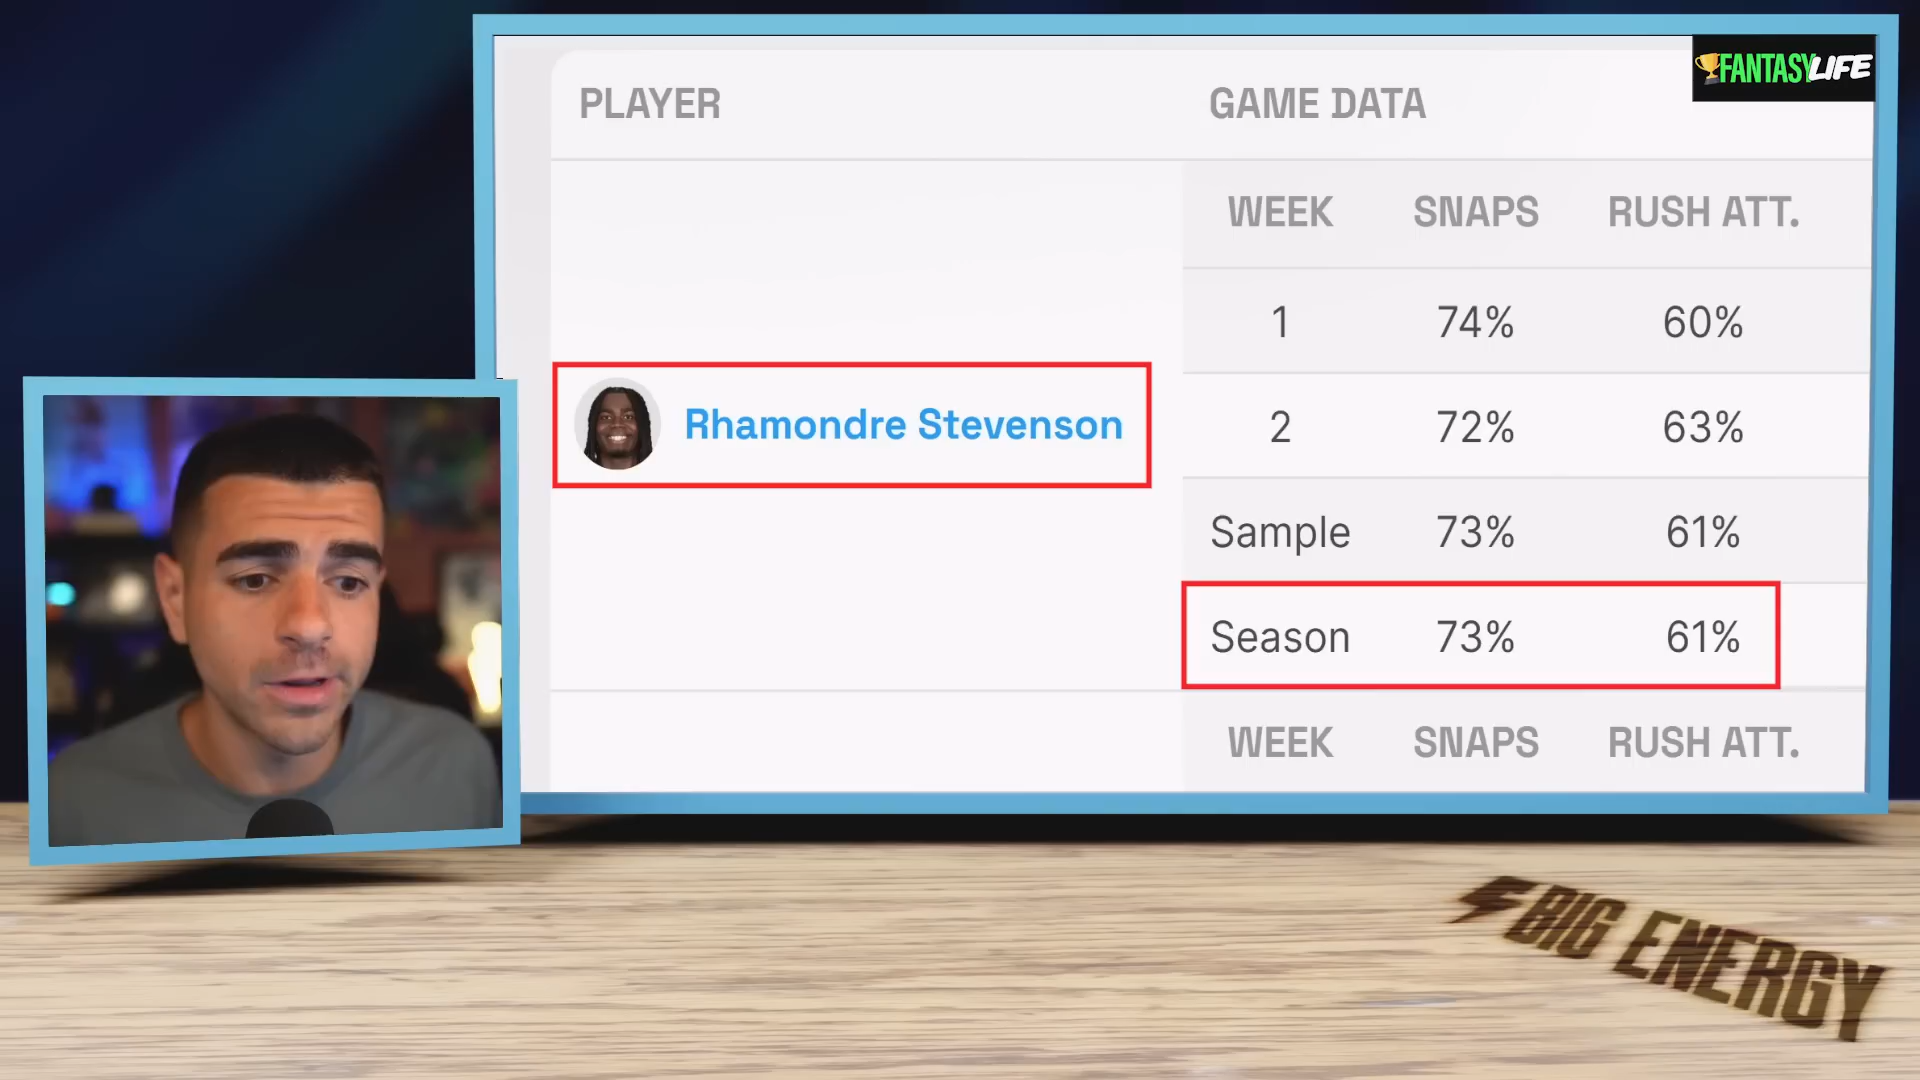 FANTASYLIFE
PLAYER GAME DATA
WEEK SNAPS RUSH ATT.
1 74% 60%
Rhamondre Stevenson
2 72% 63%
Sample 73% 61%
Season 73% 61%
WEEK SNAPS RUSH ATT.
BIG ENERGY